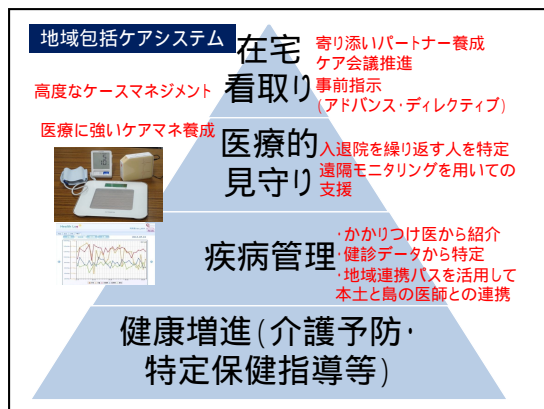 地域包括ケアシステム
在宅
看取り
寄り添いパートナー養成
ケア会議推進
事前指示
(アドバンス・ディレクティブ)
高度なケースマネジメント
医療に強いケアマネ養成
医療的
見守り
入退院を繰り返す人を特定
遠隔モニタリングを用いての
支援
疾病管理
・かかりつけ医から紹介
・健診データから特定
・地域連携パスを活用して
本土と島の医師との連携
健康増進(介護予防・
特定保健指導等)